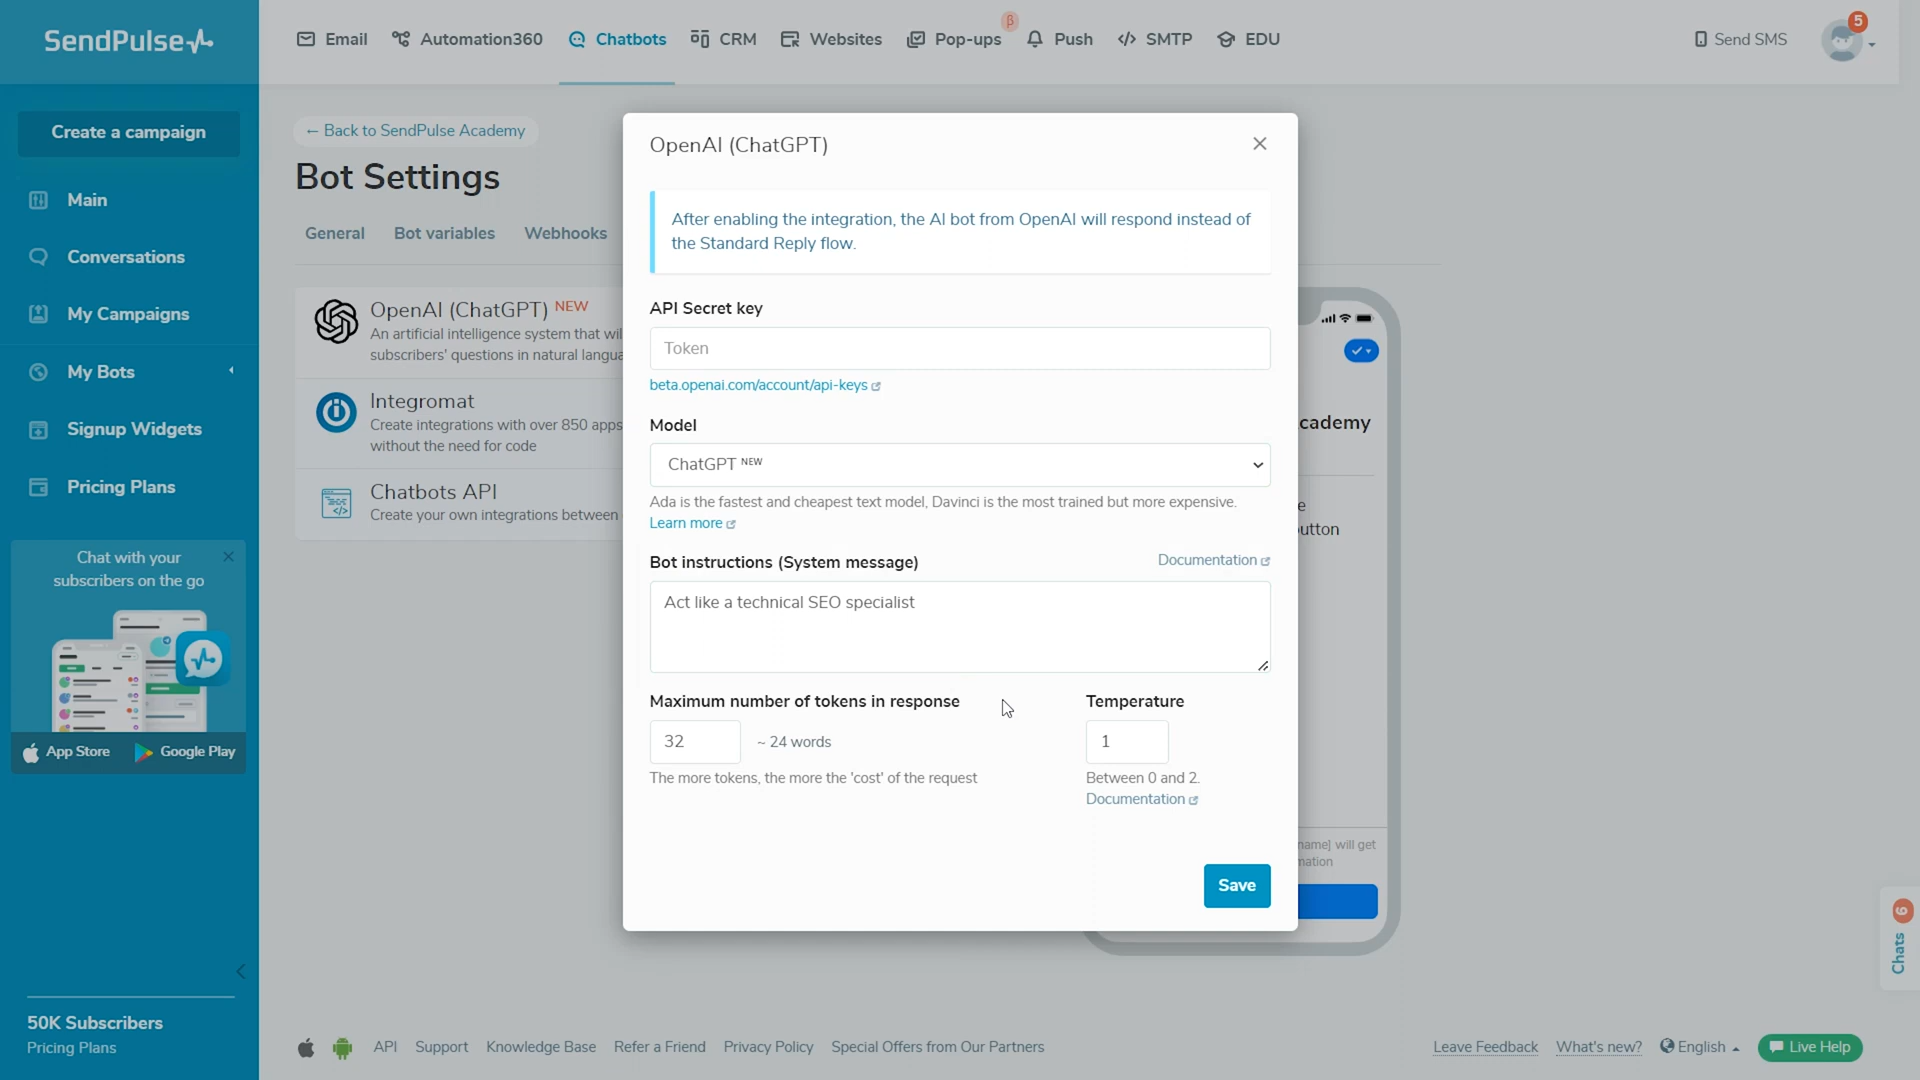 SendPulse
Email
Automation360
Chatbots
CRM
Websites
Pop-ups
β
Push
SMTP
EDU
Send SMS
5
Create a campaign
Main
Conversations
My Campaigns
My Bots
Signup Widgets
Pricing Plans
Chat with your
subscribers on the go
App Store
Google Play
50K Subscribers
Pricing Plans
← Back to SendPulse Academy
Bot Settings
General
Bot variables
Webhooks
OpenAI (ChatGPT) NEW
An artificial intelligence system that wil
subscribers' questions in natural langua
Integromat
Create integrations with over 850 apps
without the need for code
Chatbots API
Create your own integrations between
OpenAI (ChatGPT)
After enabling the integration, the AI bot from OpenAI will respond instead of
the Standard Reply flow.
API Secret key
Token
beta.openai.com/account/api-keys
Model
ChatGPT NEW
Ada is the fastest and cheapest text model, Davinci is the most trained but more expensive.
Learn more
Bot instructions (System message)
Documentation
Act like a technical SEO specialist
Maximum number of tokens in response
32
~ 24 words
The more tokens, the more the 'cost' of the request
Temperature
1
Between 0 and 2.
Documentation
Save
cademy
e
utton
name] will get
mation
Chats 6
API
Support
Knowledge Base
Refer a Friend
Privacy Policy
Special Offers from Our Partners
Leave Feedback
What's new?
English
Live Help